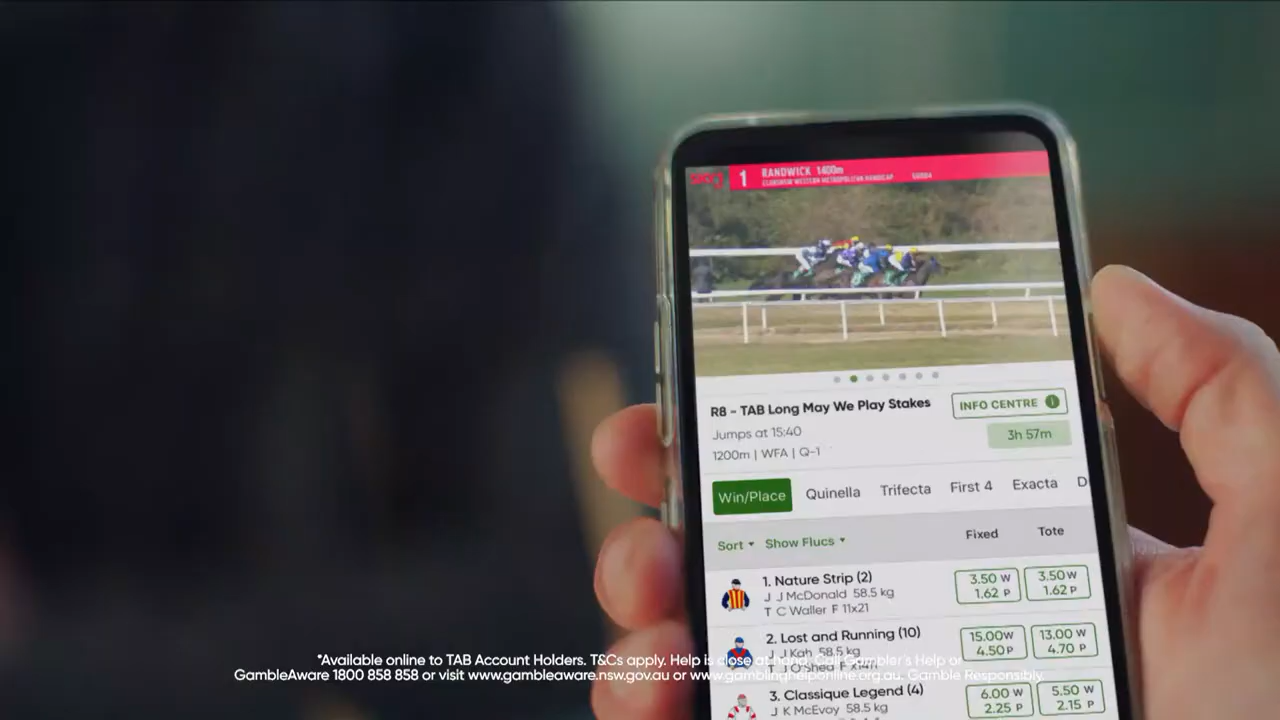 1 RANDWICK 1400m
CLUBSNSW WESTERN METROPOLITAN HANDICAP
R8 - TAB Long May We Play Stakes
INFO CENTRE i
Jumps at 15:40
3h 57m
1200m | WFA | Q-1
Win/Place Quinella Trifecta First 4 Exacta D
Sort Show Flucs Fixed Tote
1. Nature Strip (2)
3.50 W 3.50 W
J J McDonald 58.5 kg
1.62 P 1.62 P
T C Waller F 11x21
2. Lost and Running (10)
15.00 W 13.00 W
J J Kah 58.5 kg
4.50 P 4.70 P
T J O'Shea F
*Available online to TAB Account Holders. T&Cs apply. Help is close at hand. Call Gambler's Help or
GambleAware 1800 858 858 or visit www.gambleaware.nsw.gov.au or www.gamblinghelponline.org.au. Gamble Responsibly.
3. Classique Legend (4)
6.00 W 5.50 W
J K McEvoy 58.5 kg
2.25 P 2.15 P